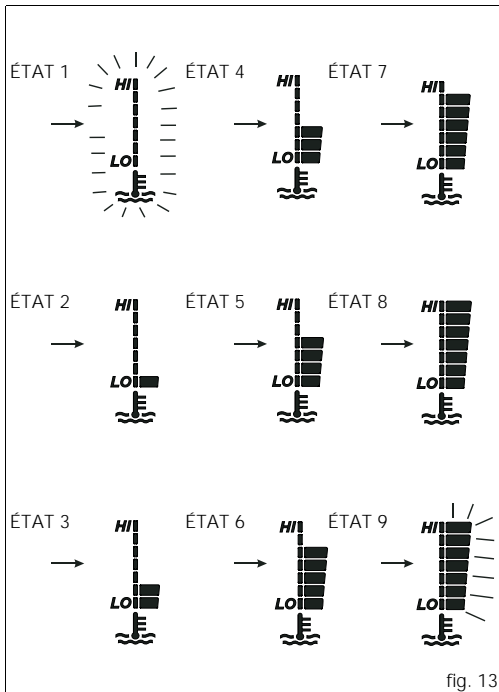 ÉTAT 1
HI
LO
ÉTAT 4
HI
LO
ÉTAT 7
HI
LO
ÉTAT 2
HI
LO
ÉTAT 5
HI
LO
ÉTAT 8
HI
LO
ÉTAT 3
HI
LO
ÉTAT 6
HI
LO
ÉTAT 9
HI
LO
fig. 13